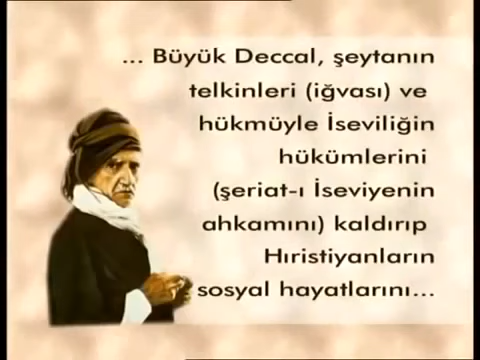 ... Büyük Deccal, şeytanın
telkinleri (iğvası) ve
hükmüyle İseviliğin
hükümlerini
(şeriat-ı İseviyenin
ahkamını) kaldırıp
Hıristiyanların
sosyal hayatlarını...